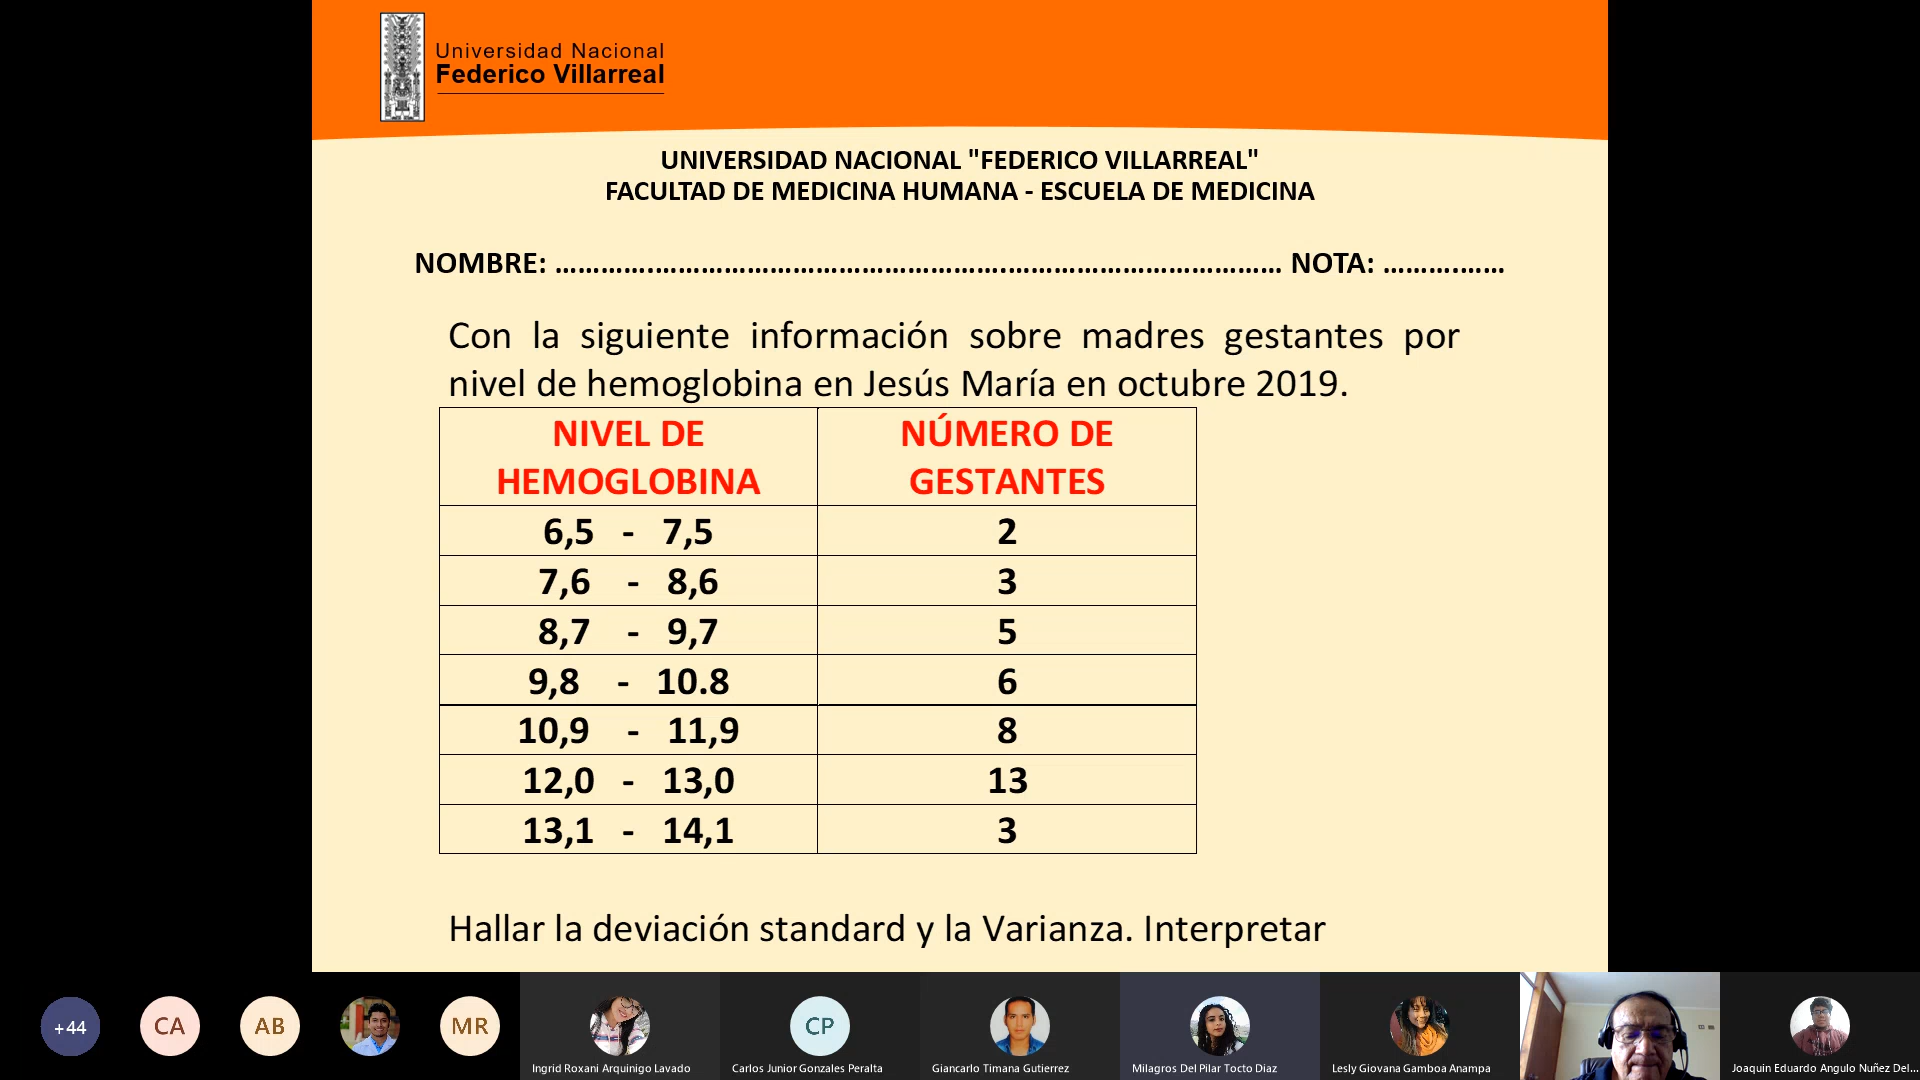 Universidad Nacional
Federico Villarreal
UNIVERSIDAD NACIONAL "FEDERICO VILLARREAL"
FACULTAD DE MEDICINA HUMANA - ESCUELA DE MEDICINA
NOMBRE: ………….……………………………………….……………………………… NOTA: ……….……
Con la siguiente información sobre madres gestantes por
nivel de hemoglobina en Jesús María en octubre 2019.
NIVEL DE HEMOGLOBINA NÚMERO DE GESTANTES
6,5 - 7,5 2
7,6 - 8,6 3
8,7 - 9,7 5
9,8 - 10.8 6
10,9 - 11,9 8
12,0 - 13,0 13
13,1 - 14,1 3
Hallar la deviación standard y la Varianza. Interpretar
+44 CA AB MR CP
Ingrid Roxani Arquinigo Lavado Carlos Junior Gonzales Peralta Giancarlo Timana Gutierrez Milagros Del Pilar Tocto Diaz Lesly Giovana Gamboa Anampa Joaquin Eduardo Angulo Nuñez Del...